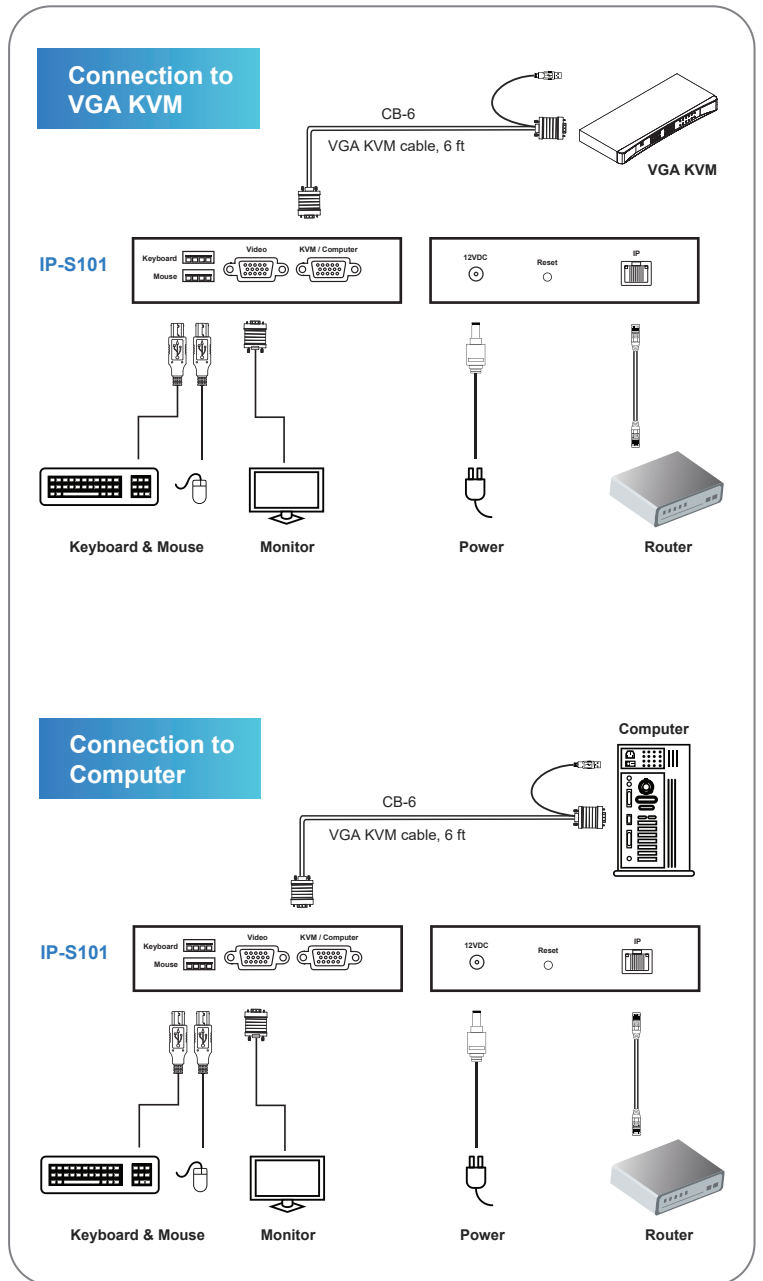 Connection to
VGA KVM
CB-6
VGA KVM cable, 6 ft
VGA KVM
IP-S101
Keyboard
Mouse
Video
KVM / Computer
12VDC
Reset
IP
Keyboard & Mouse
Monitor
Power
Router
Connection to
Computer
Computer
CB-6
VGA KVM cable, 6 ft
IP-S101
Keyboard
Mouse
Video
KVM / Computer
12VDC
Reset
IP
Keyboard & Mouse
Monitor
Power
Router